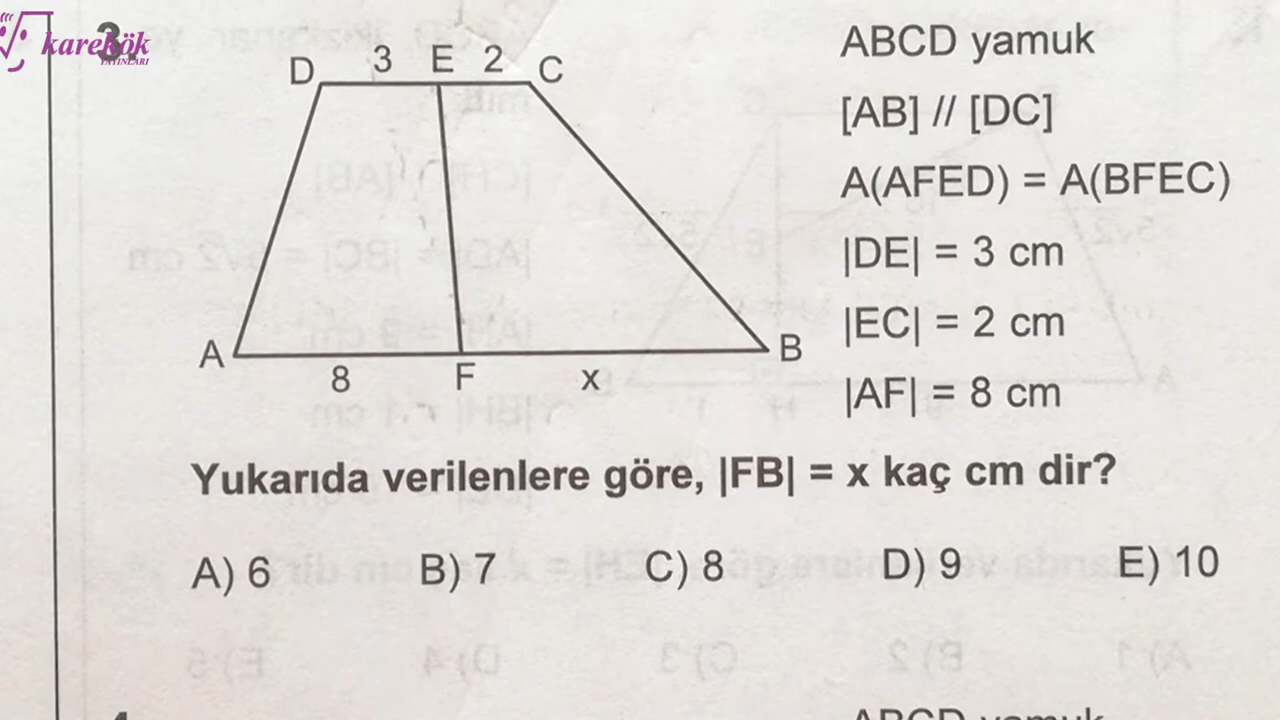 karekök
YAYINLARI
3.
D 3 E 2 C
A 8 F x B
ABCD yamuk
[AB] // [DC]
A(AFED) = A(BFEC)
|DE| = 3 cm
|EC| = 2 cm
|AF| = 8 cm
Yukarıda verilenlere göre, |FB| = x kaç cm dir?
A) 6 B) 7 C) 8 D) 9 E) 10
ABCD yamuk